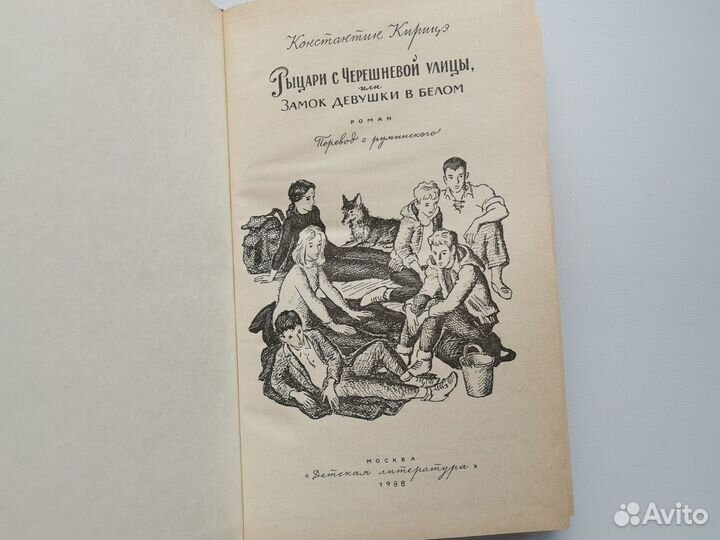 Константин Кирицэ
Рыцари с Черешневой улицы,
или
Замок девушки в белом
РОМАН
Перевод с румынского
МОСКВА
«Детская литература»
1988
Avito